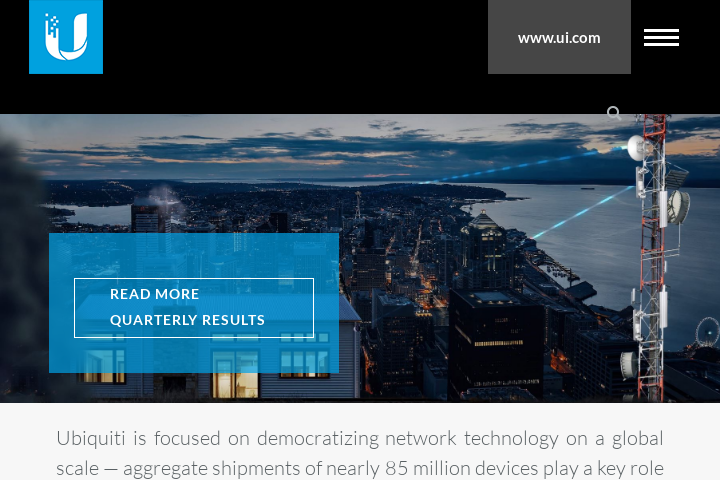 www.ui.com
READ MORE
QUARTERLY RESULTS
Ubiquiti is focused on democratizing network technology on a global
scale — aggregate shipments of nearly 85 million devices play a key role